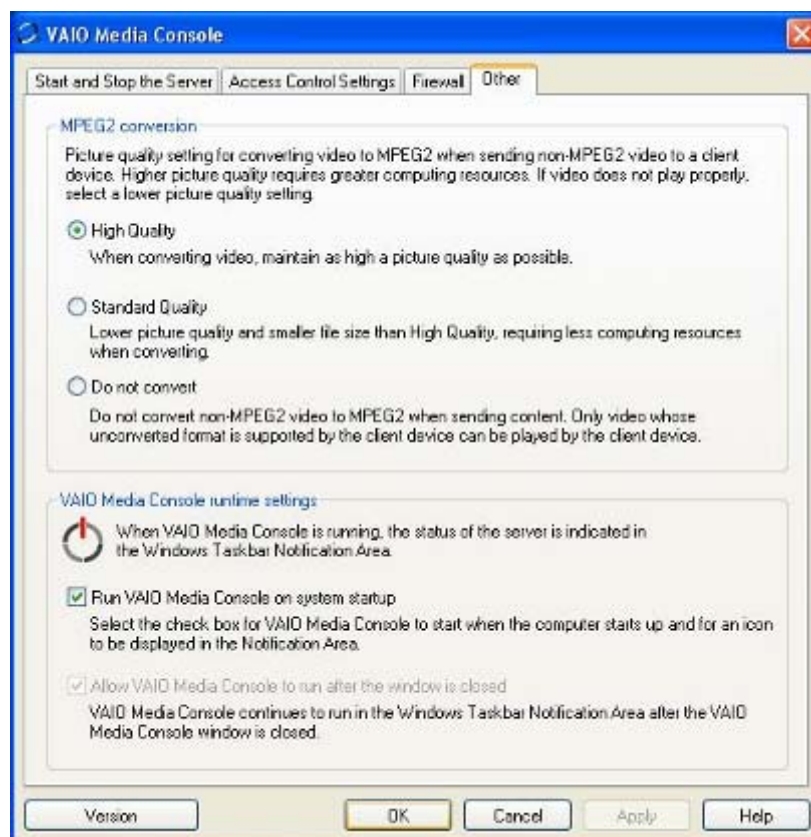 VAIO Media Console
Start and Stop the Server
Access Control Settings
Firewall
Other
MPEG2 conversion
Picture quality setting for converting video to MPEG2 when sending non-MPEG2 video to a client
device. Higher picture quality requires greater computing resources. If video does not play properly,
select a lower picture quality setting.
High Quality
When converting video, maintain as high a picture quality as possible.
Standard Quality
Lower picture quality and smaller file size than High Quality, requiring less computing resources
when converting.
Do not convert
Do not convert non-MPEG2 video to MPEG2 when sending content. Only video whose
unconverted format is supported by the client device can be played by the client device.
VAIO Media Console runtime settings
When VAIO Media Console is running, the status of the server is indicated in
the Windows Taskbar Notification Area.
Run VAIO Media Console on system startup
Select the check box for VAIO Media Console to start when the computer starts up and for an icon
to be displayed in the Notification Area.
Allow VAIO Media Console to run after the window is closed
VAIO Media Console continues to run in the Windows Taskbar Notification Area after the VAIO
Media Console window is closed.
Version
OK
Cancel
Apply
Help